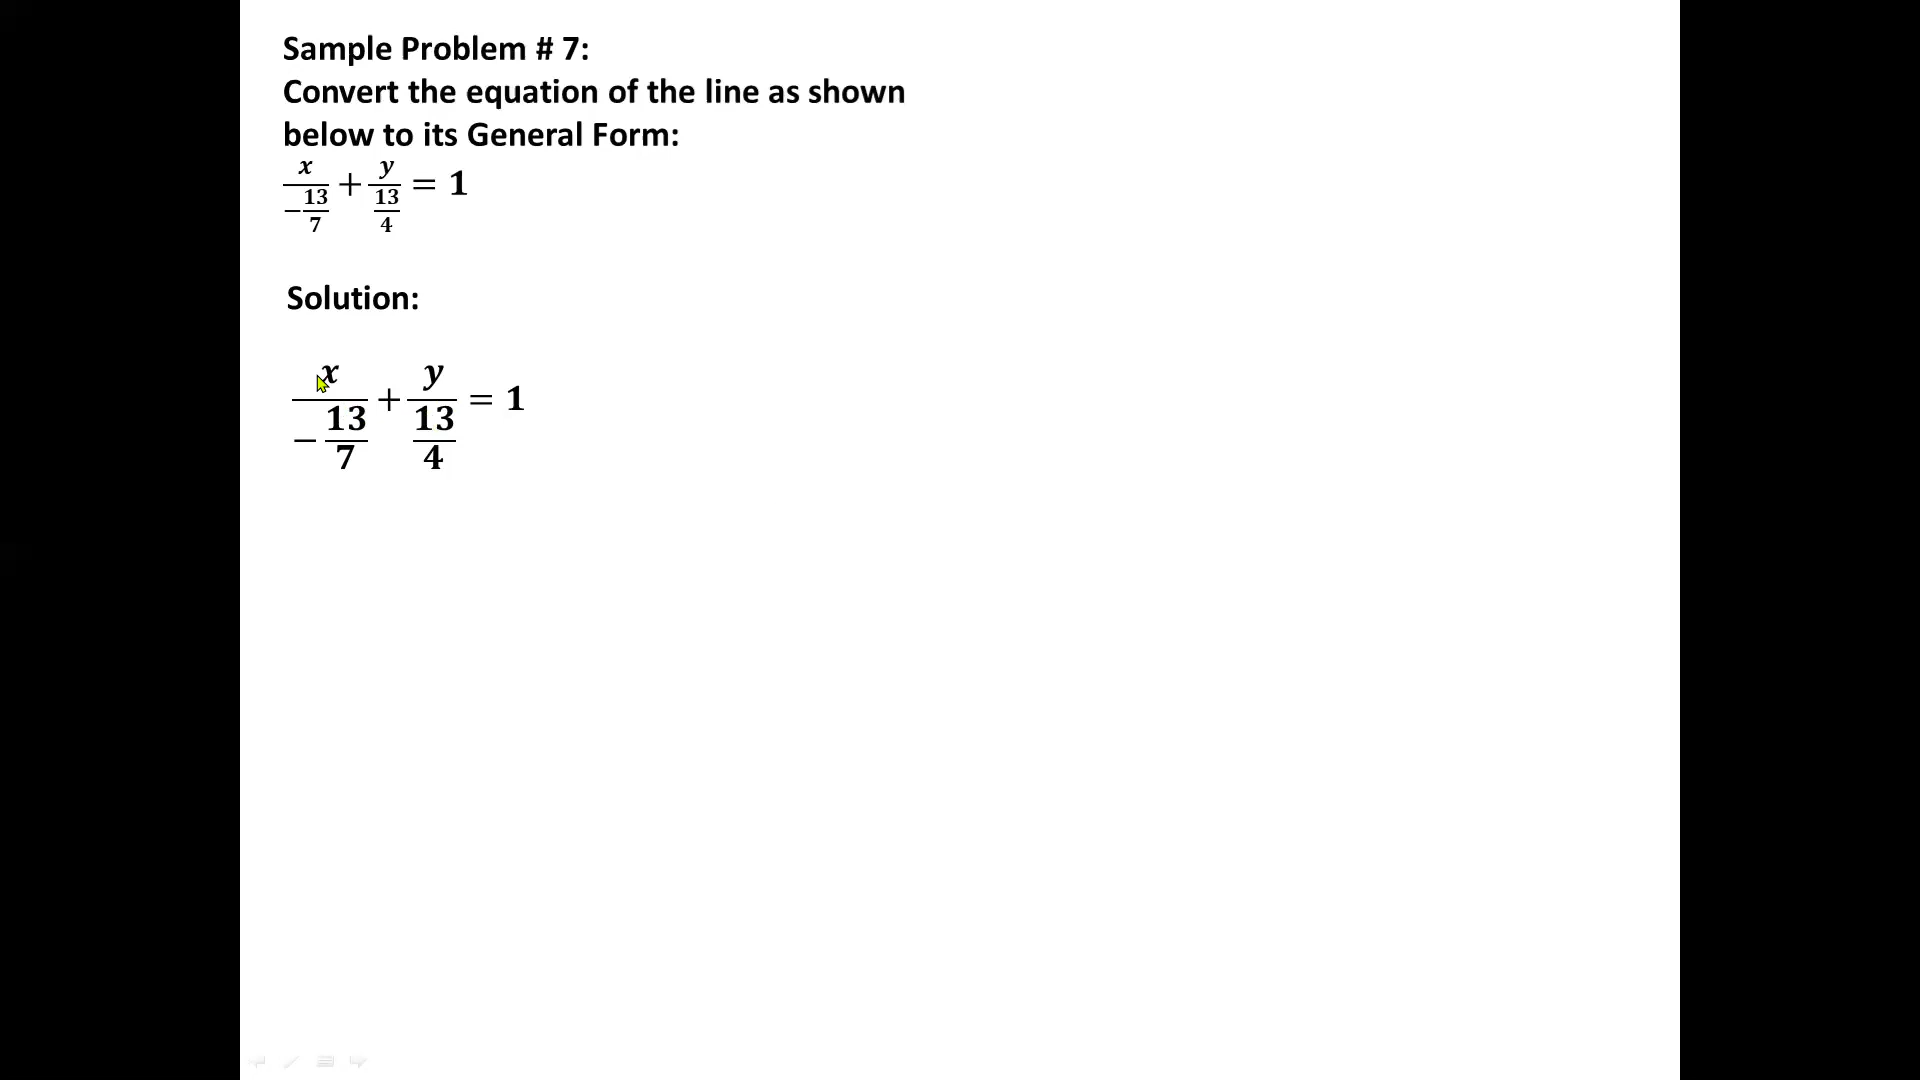 Sample Problem # 7:
Convert the equation of the line as shown
below to its General Form:
x/(-13/7) + y/(13/4) = 1
Solution:
x/(-13/7) + y/(13/4) = 1